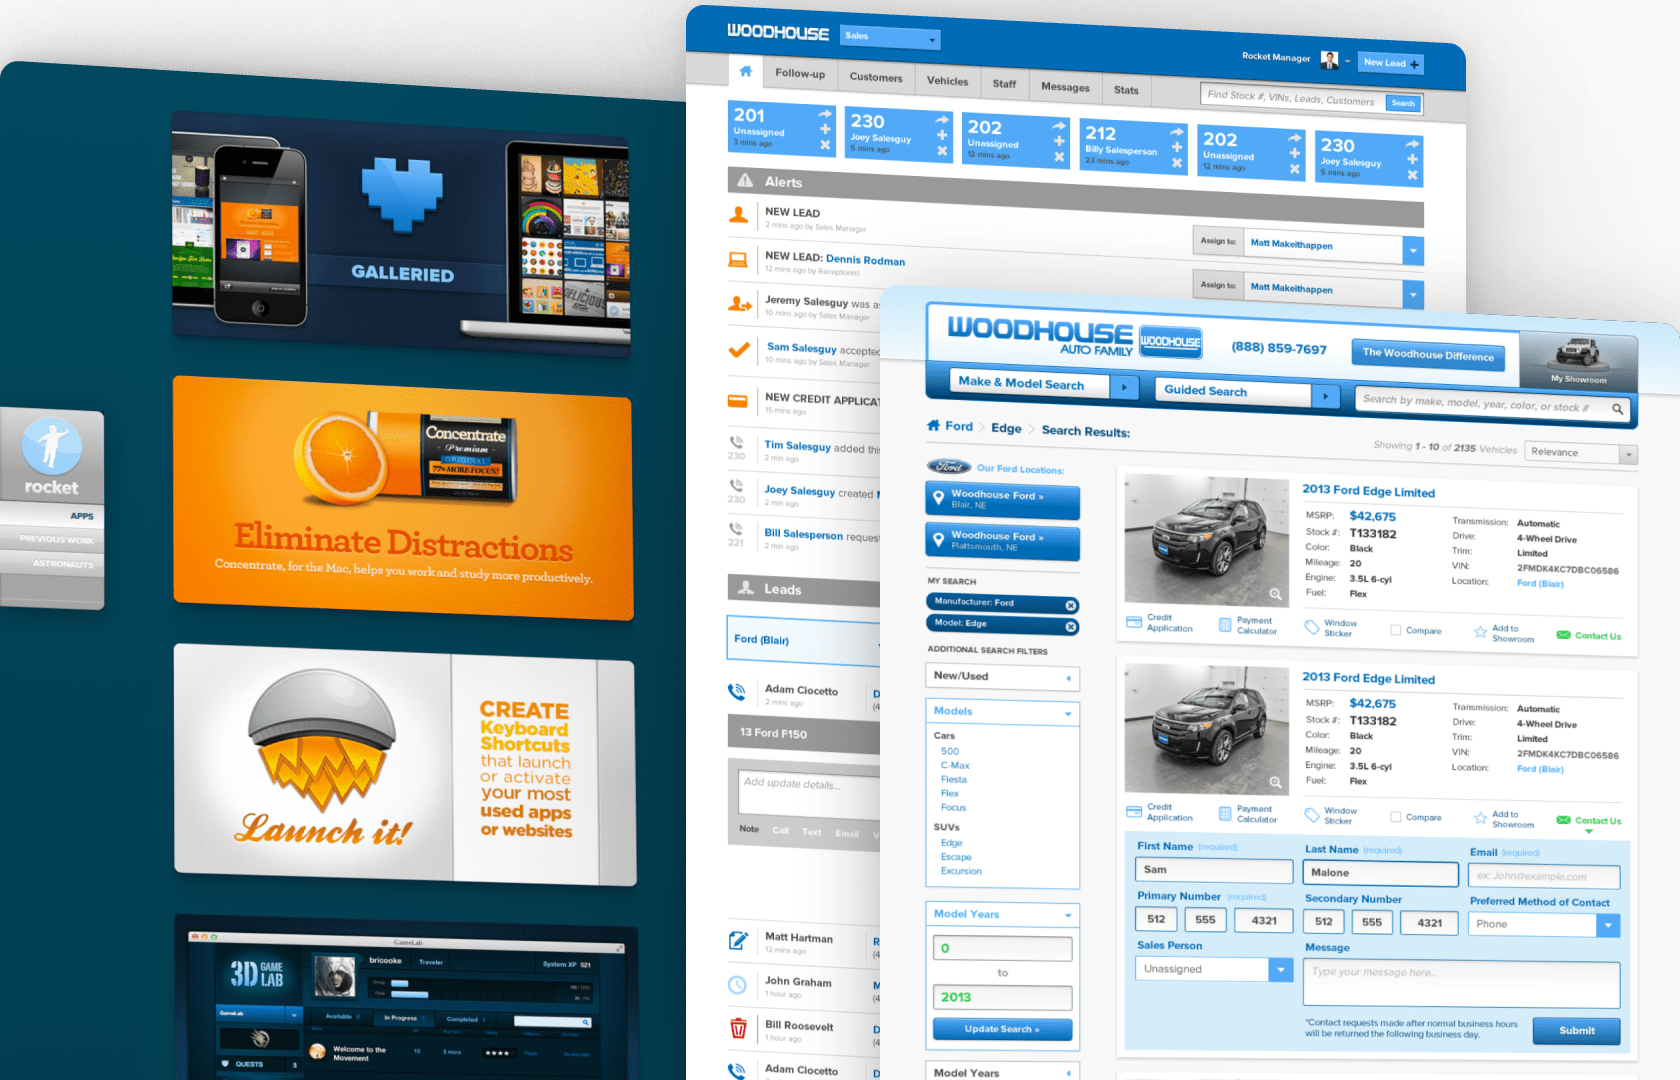 GALLERIED
Concentrate
Premium
ORIGINAL
77% MORE FOCUS!
Eliminate Distractions
Concentrate, for the Mac, helps you work and study more productively.
rocket
APPS
PREVIOUS WORK
ASTRONAUTS
Launch it!
CREATE
Keyboard
Shortcuts
that launch
or activate
your most
used apps
or websites
GameLab
3D GAME LAB
bricooke
Traveler
System XP 521
GameLab
Available 6
In Progress 3
Completed 1
Welcome to the
Movement
10
5 mins
QUESTS 3
WOODHOUSE
Sales
Rocket Manager
New Lead +
Follow-up
Customers
Vehicles
Staff
Messages
Stats
Find Stock #, VINs, Leads, Customers
Search
201
Unassigned
3 mins ago
230
Joey Salesguy
5 mins ago
202
Unassigned
12 mins ago
212
Billy Salesperson
23 mins ago
202
Unassigned
12 mins ago
230
Joey Salesguy
5 mins ago
Alerts
NEW LEAD
2 mins ago by Sales Manager
Assign to:
Matt Makeithappen
NEW LEAD: Dennis Rodman
12 mins ago by Receptionist
Assign to:
Matt Makeithappen
Jeremy Salesguy was as
10 mins ago by Sales Manager
Sam Salesguy accepted
10 mins ago by Sales Manager
NEW CREDIT APPLICAT
15 mins ago
230
Tim Salesguy added this
2 min ago
230
Joey Salesguy created
2 min ago
221
Bill Salesperson request
2 min ago
Leads
Ford (Blair)
Adam Ciocetto
2 mins ago
D
(4
13 Ford F150
Add update details...
Note
Call
Text
Email
V
Matt Hartman
12 mins ago
R
(4
John Graham
1 hour ago
M
(4
Bill Roosevelt
1 hour ago
D
(4
Adam Ciocetto
D
WOODHOUSE
AUTO FAMILY
WOODHOUSE
(888) 859-7697
The Woodhouse Difference
My Showroom
Make & Model Search
Guided Search
Search by make, model, year, color, or stock #
Ford
Edge
Search Results:
Showing 1 - 10 of 2135 Vehicles
Relevance
Ford
Our Ford Locations:
Woodhouse Ford »
Blair, NE
Woodhouse Ford »
Plattsmouth, NE
MY SEARCH
Manufacturer: Ford
Model: Edge
ADDITIONAL SEARCH FILTERS
New/Used
Models
Cars
500
C-Max
Fiesta
Flex
Focus
SUVs
Edge
Escape
Excursion
Model Years
0
to
2013
Update Search »
Model Years
2013 Ford Edge Limited
MSRP: $42,675
Stock #: T133182
Color: Black
Mileage: 20
Engine: 3.5L 6-cyl
Fuel: Flex
Transmission: Automatic
Drive: 4-Wheel Drive
Trim: Limited
VIN: 2FMDK4KC7DBC06586
Location: Ford (Blair)
Credit
Application
Payment
Calculator
Window
Sticker
Compare
Add to
Showroom
Contact Us
2013 Ford Edge Limited
MSRP: $42,675
Stock #: T133182
Color: Black
Mileage: 20
Engine: 3.5L 6-cyl
Fuel: Flex
Transmission: Automatic
Drive: 4-Wheel Drive
Trim: Limited
VIN: 2FMDK4KC7DBC06586
Location: Ford (Blair)
Credit
Application
Payment
Calculator
Window
Sticker
Compare
Add to
Showroom
Contact Us
First Name (required)
Sam
Last Name (required)
Malone
Email (required)
ex: John@example.com
Primary Number (required)
512
555
4321
Secondary Number
512
555
4321
Preferred Method of Contact
Phone
Sales Person
Unassigned
Message
Type your message here...
*Contact requests made after normal business hours
will be returned the following business day.
Submit